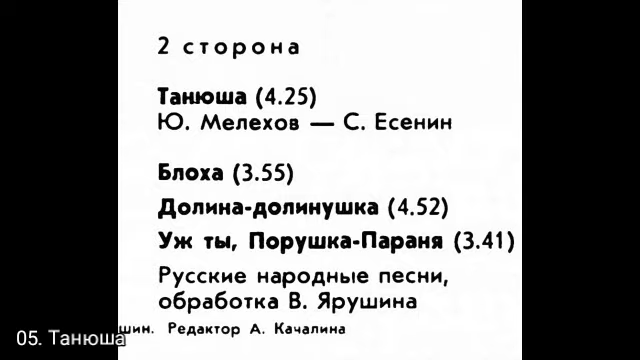 2 сторона
Танюша (4.25)
Ю. Мелехов — С. Есенин
Блоха (3.55)
Долина-долинушка (4.52)
Уж ты, Порушка-Параня (3.41)
Русские народные песни,
обработка В. Ярушина
шин. Редактор А. Качалина
05. Танюша